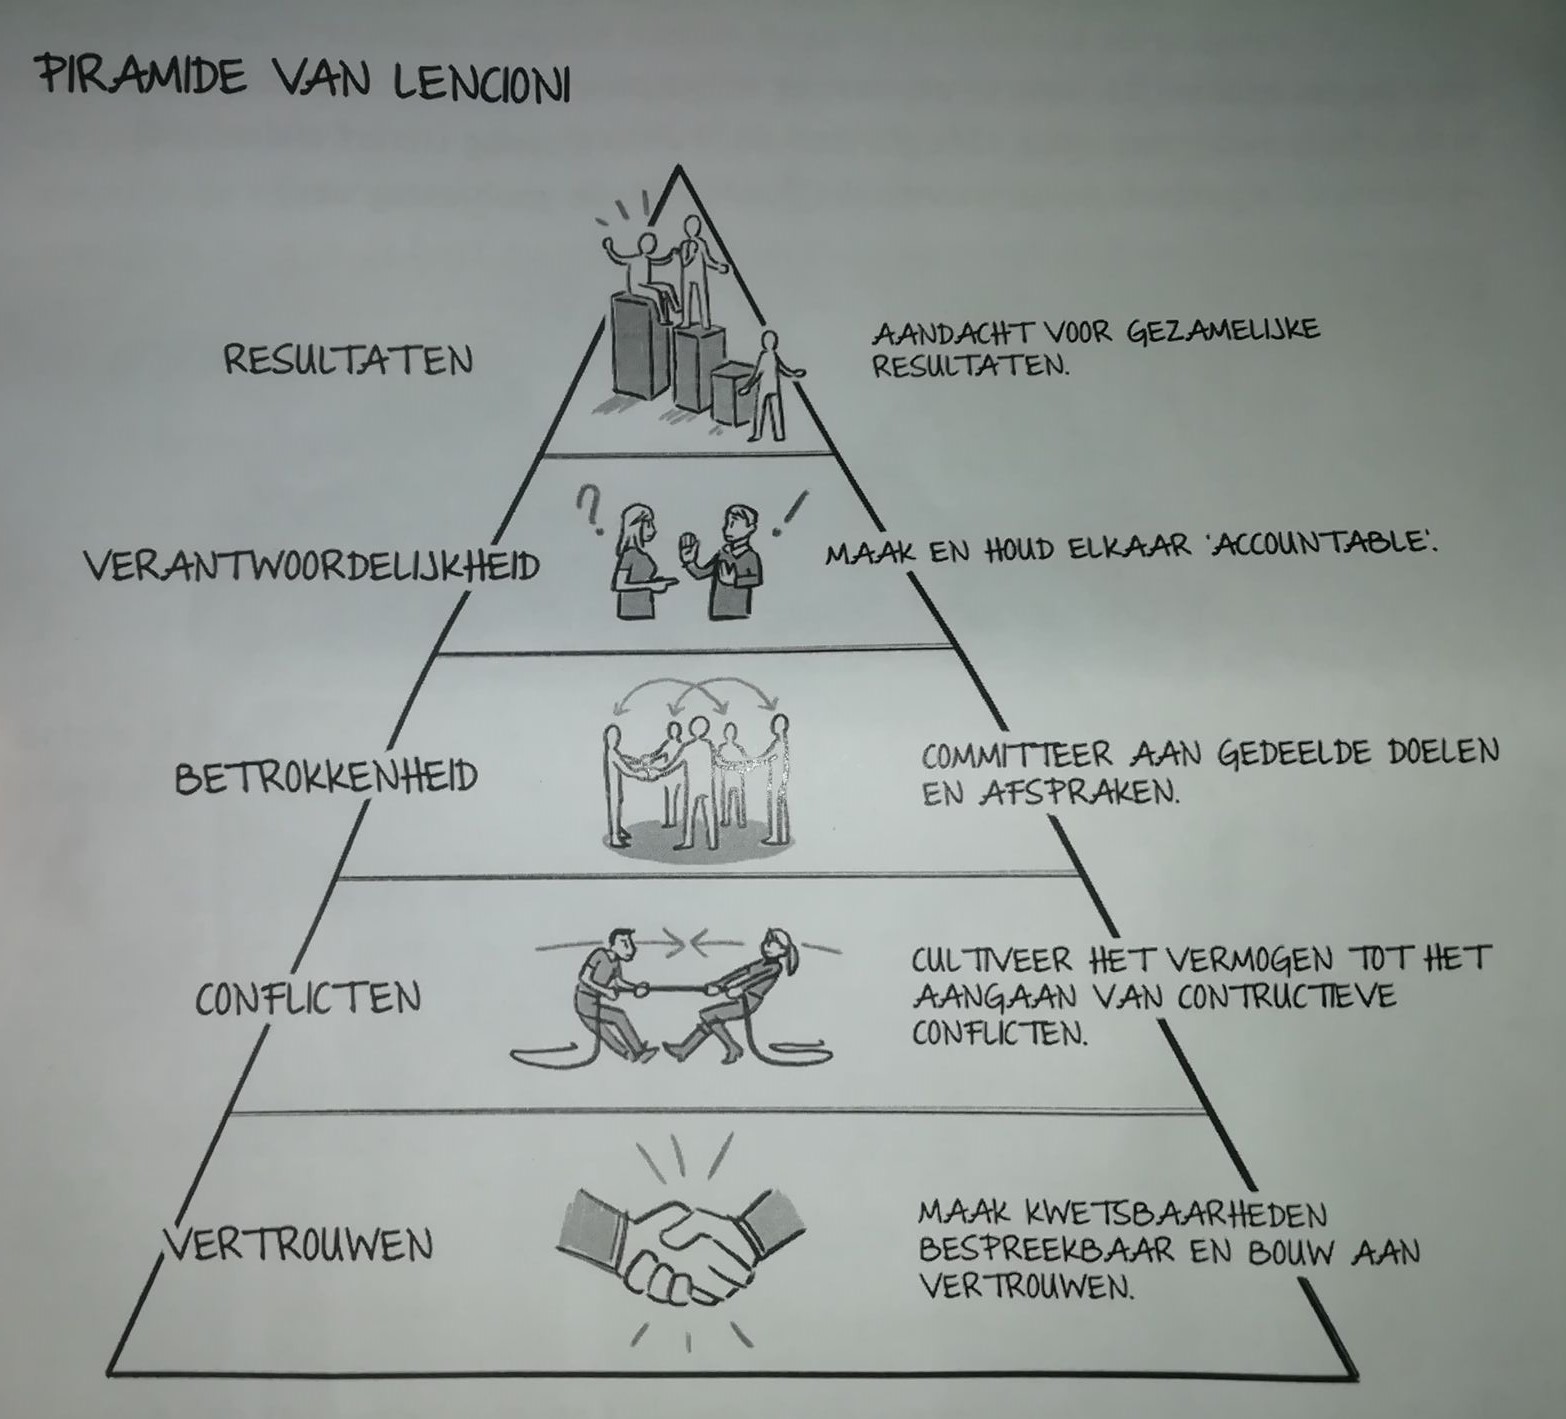 PIRAMIDE VAN LENCIONI
RESULTATEN
AANDACHT VOOR GEZAMELIJKE
RESULTATEN.
?
!
VERANTWOORDELIJKHEID
MAAK EN HOUD ELKAAR 'ACCOUNTABLE'.
BETROKKENHEID
COMMITTEER AAN GEDEELDE DOELEN
EN AFSPRAKEN.
CONFLICTEN
CULTIVEER HET VERMOGEN TOT HET
AANGAAN VAN CONTRUCTIEVE
CONFLICTEN.
VERTROUWEN
MAAK KWETSBAARHEDEN
BESPREEKBAAR EN BOUW AAN
VERTROUWEN.